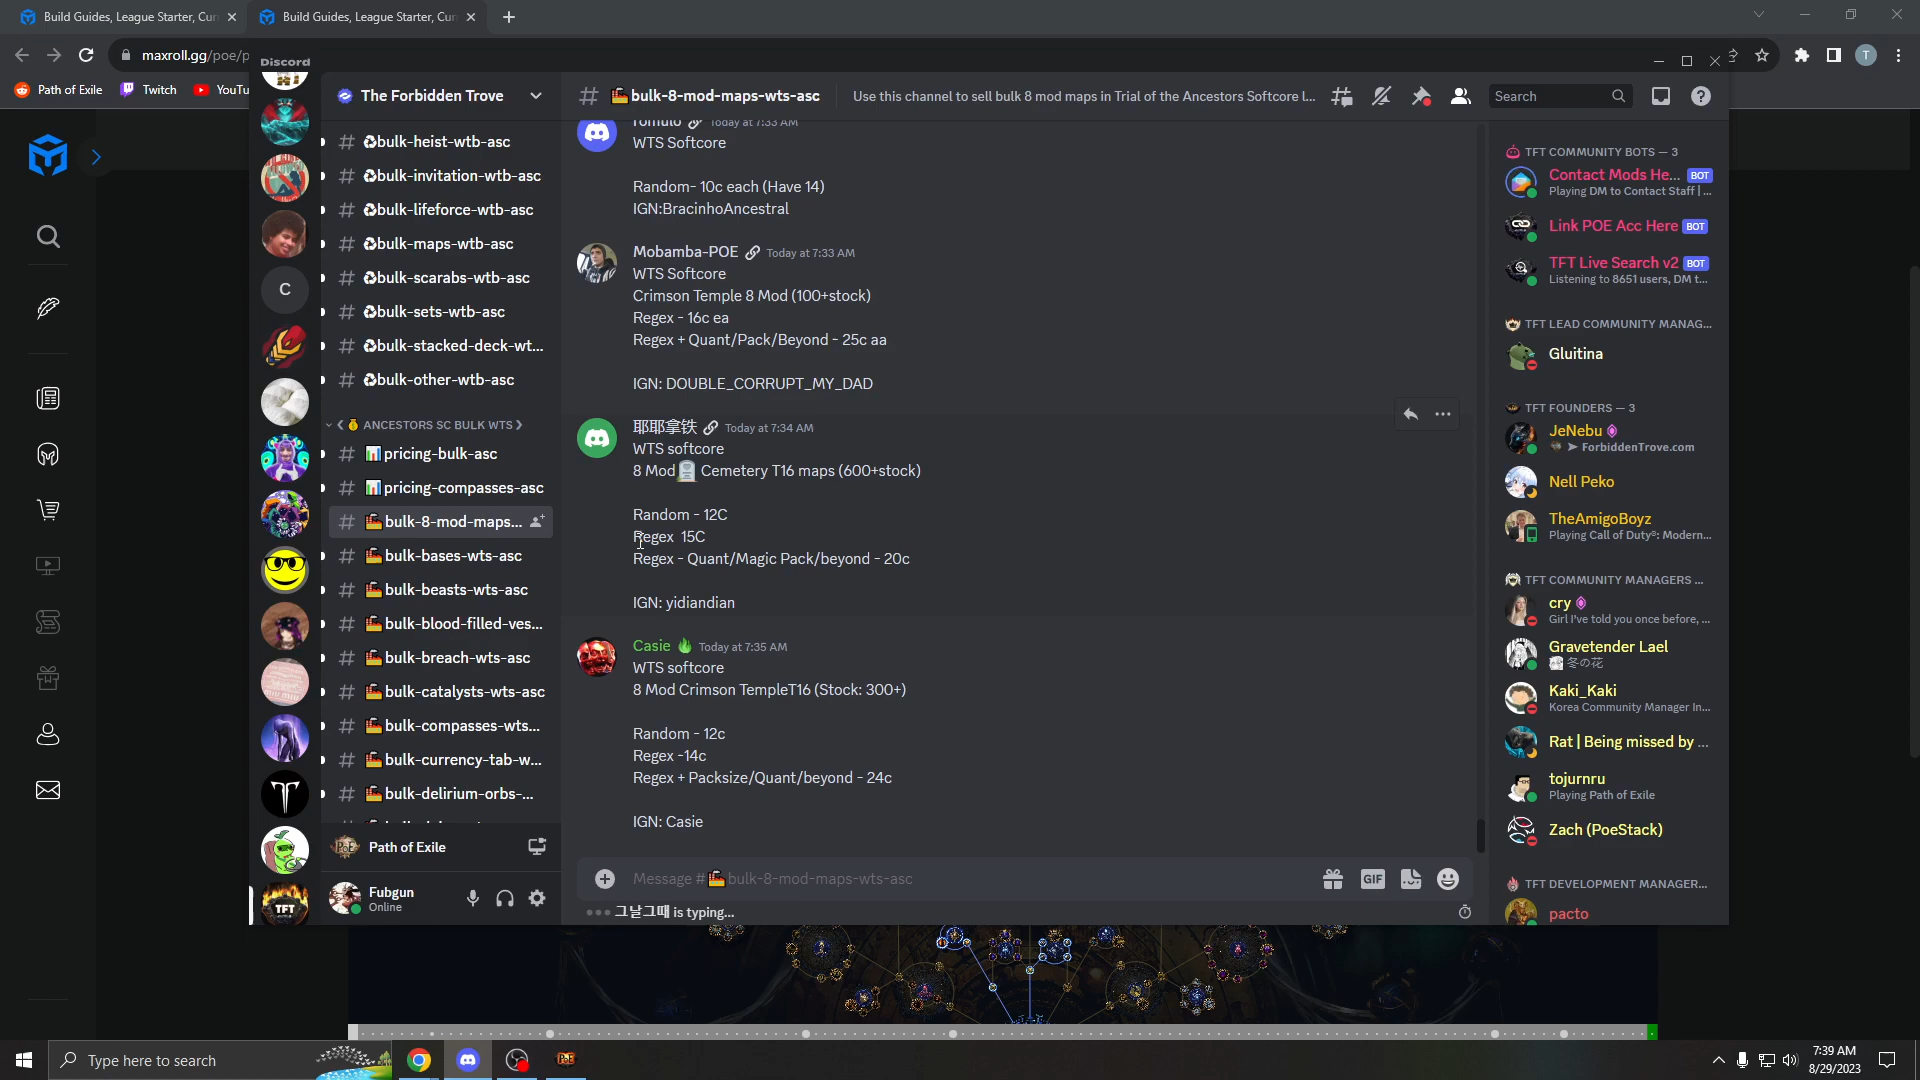 Build Guides, League Starter, Cur
Build Guides, League Starter, Cur
maxroll.gg/poe/p
Path of Exile
Twitch
YouTu
Discord
The Forbidden Trove
bulk-heist-wtb-asc
bulk-invitation-wtb-asc
bulk-lifeforce-wtb-asc
bulk-maps-wtb-asc
bulk-scarabs-wtb-asc
bulk-sets-wtb-asc
bulk-stacked-deck-wt...
bulk-other-wtb-asc
ANCESTORS SC BULK WTS
pricing-bulk-asc
pricing-compasses-asc
bulk-8-mod-maps...
bulk-bases-wts-asc
bulk-beasts-wts-asc
bulk-blood-filled-ves...
bulk-breach-wts-asc
bulk-catalysts-wts-asc
bulk-compasses-wts...
bulk-currency-tab-w...
bulk-delirium-orbs-...
Path of Exile
Fubgun
Online
bulk-8-mod-maps-wts-asc
Use this channel to sell bulk 8 mod maps in Trial of the Ancestors Softcore l...
Search
romulo Today at 7:33 AM
WTS Softcore
Random- 10c each (Have 14)
IGN:BracinhoAncestral
Mobamba-POE Today at 7:33 AM
WTS Softcore
Crimson Temple 8 Mod (100+stock)
Regex - 16c ea
Regex + Quant/Pack/Beyond - 25c aa
IGN: DOUBLE_CORRUPT_MY_DAD
耶耶拿铁 Today at 7:34 AM
WTS softcore
8 Mod Cemetery T16 maps (600+stock)
Random - 12C
Regex 15C
Regex - Quant/Magic Pack/beyond - 20c
IGN: yidiandian
Casie Today at 7:35 AM
WTS softcore
8 Mod Crimson TempleT16 (Stock: 300+)
Random - 12c
Regex -14c
Regex + Packsize/Quant/beyond - 24c
IGN: Casie
Message # bulk-8-mod-maps-wts-asc
GIF
그날그때 is typing...
TFT COMMUNITY BOTS — 3
Contact Mods He... BOT
Playing DM to Contact Staff | ...
Link POE Acc Here BOT
TFT Live Search v2 BOT
Listening to 8651 users, DM t...
TFT LEAD COMMUNITY MANAG...
Gluitina
TFT FOUNDERS — 3
JeNebu
➤ ForbiddenTrove.com
Nell Peko
TheAmigoBoyz
Playing Call of Duty®: Modern...
TFT COMMUNITY MANAGERS ...
cry
Girl I've told you once before, ...
Gravetender Lael
冬の花
Kaki_Kaki
Korea Community Manager In...
Rat | Being missed by ...
tojurnru
Playing Path of Exile
Zach (PoeStack)
TFT DEVELOPMENT MANAGER...
pacto
C
TFT
T
Type here to search
7:39 AM
8/29/2023